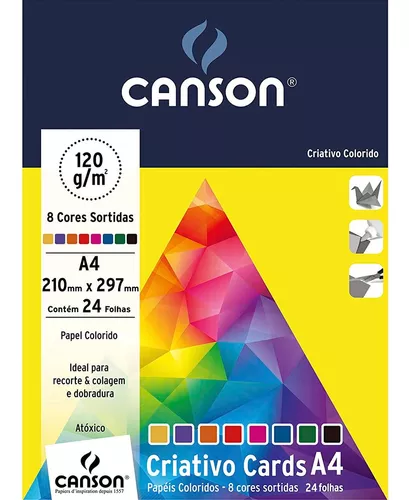 CANSON®
Criativo Colorido
120
g/m²
8 Cores Sortidas
A4
210mm x 297mm
Contém 24 Folhas
Papel Colorido
Ideal para
recorte & colagem
e dobradura
Atóxico
CANSON
Papiers d'inspiration depuis 1557
Criativo Cards A4
Papéis Coloridos - 8 cores sortidas 24 folhas